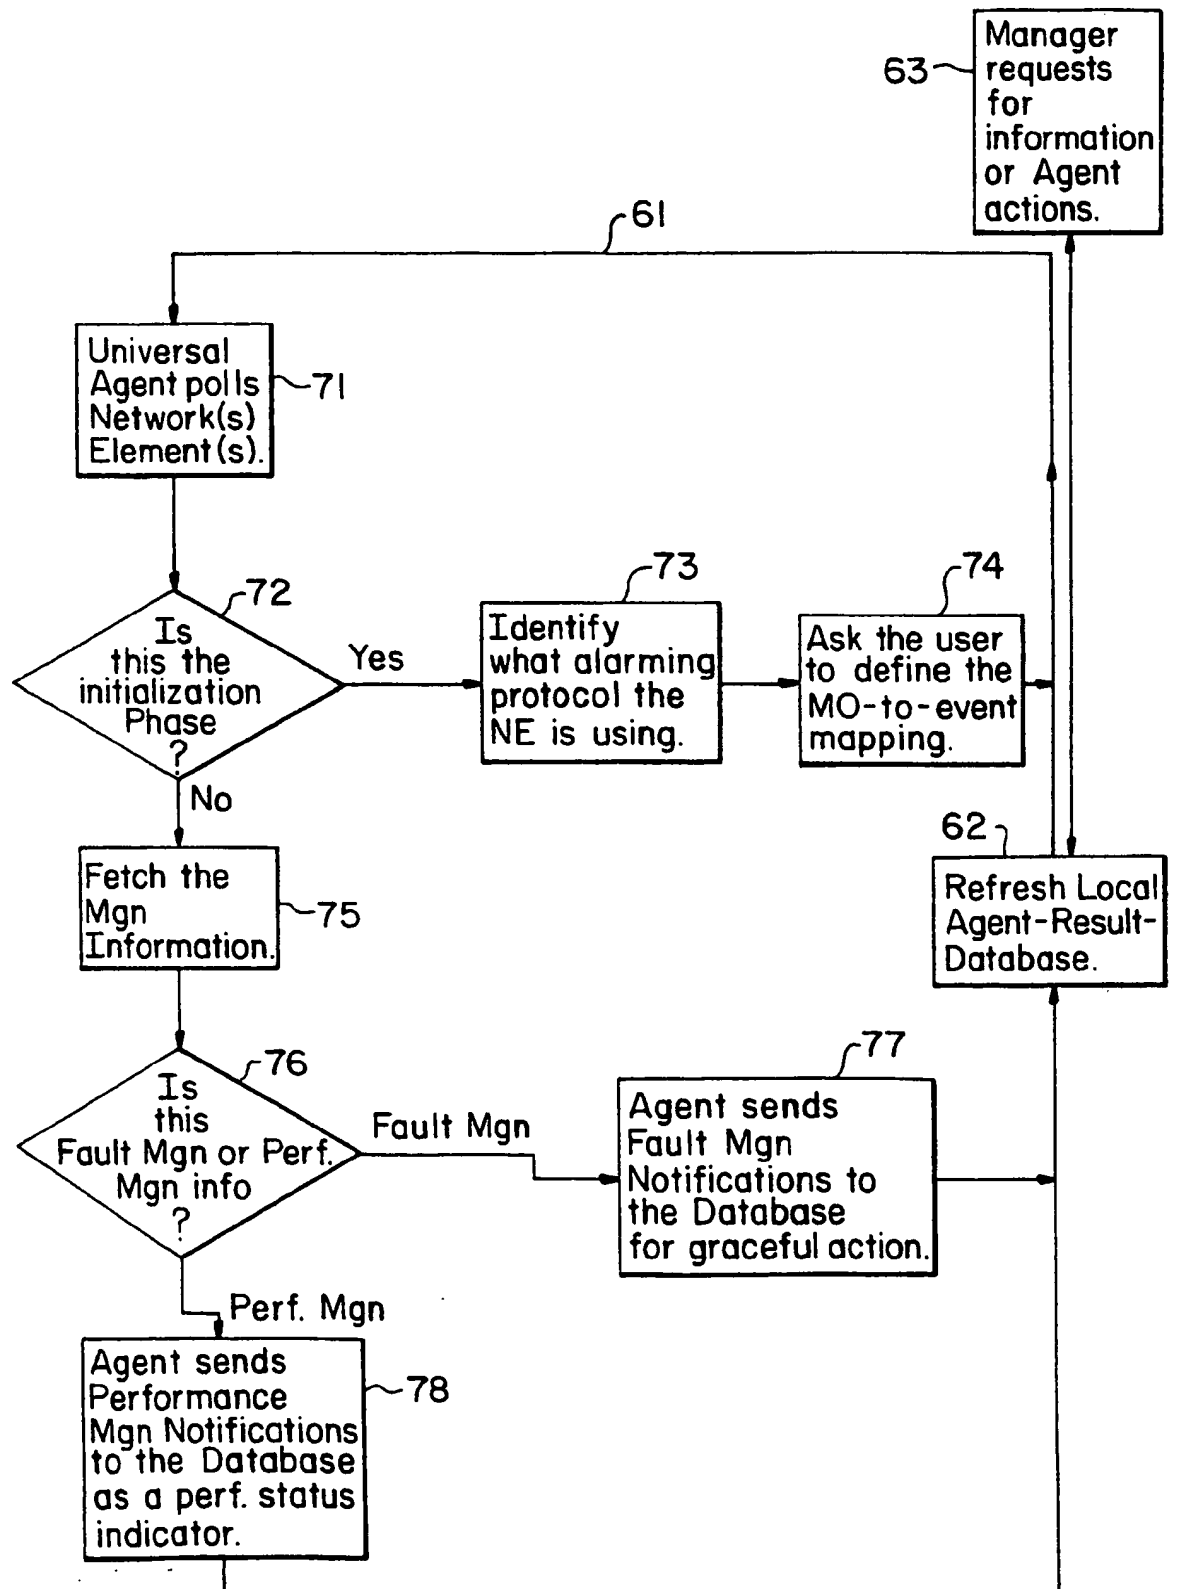 63
Manager
requests
for
information
or Agent
actions.
61
Universal
Agent polls
Network(s)
Element(s).
71
72
Is
this the
initialization
Phase
?
Yes
No
73
Identify
what alarming
protocol the
NE is using.
74
Ask the user
to define the
MO-to-event
mapping.
62
Refresh Local
Agent-Result-
Database.
Fetch the
Mgn
Information.
75
76
Is
this
Fault Mgn or Perf.
Mgn info
?
Fault Mgn
Perf. Mgn
77
Agent sends
Fault Mgn
Notifications to
the Database
for graceful action.
Agent sends
Performance
Mgn Notifications
to the Database
as a perf. status
indicator.
78